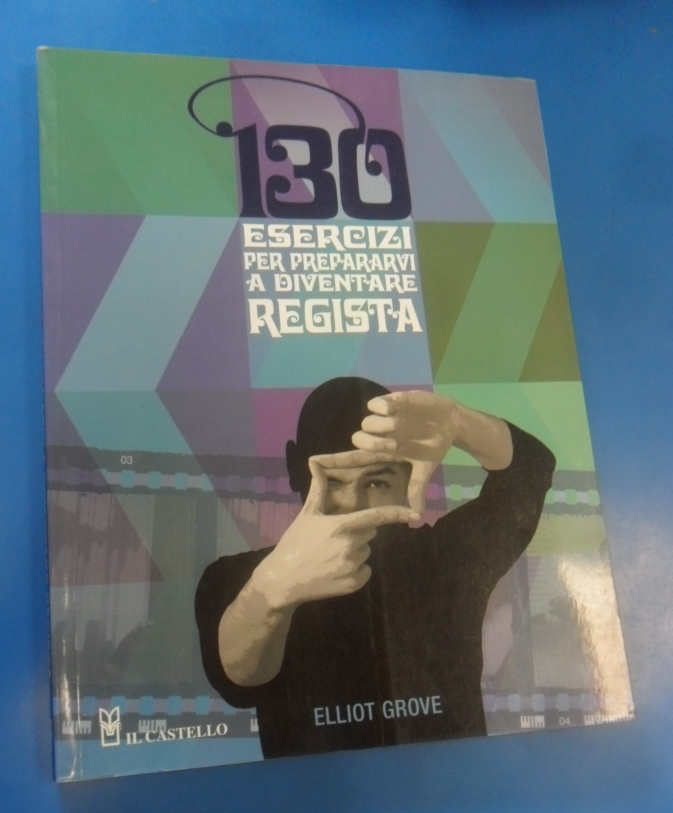 130
ESERCIZI
PER PREPARARVI
A DIVENTARE
REGISTA
03
ELLIOT GROVE
IL CASTELLO
04